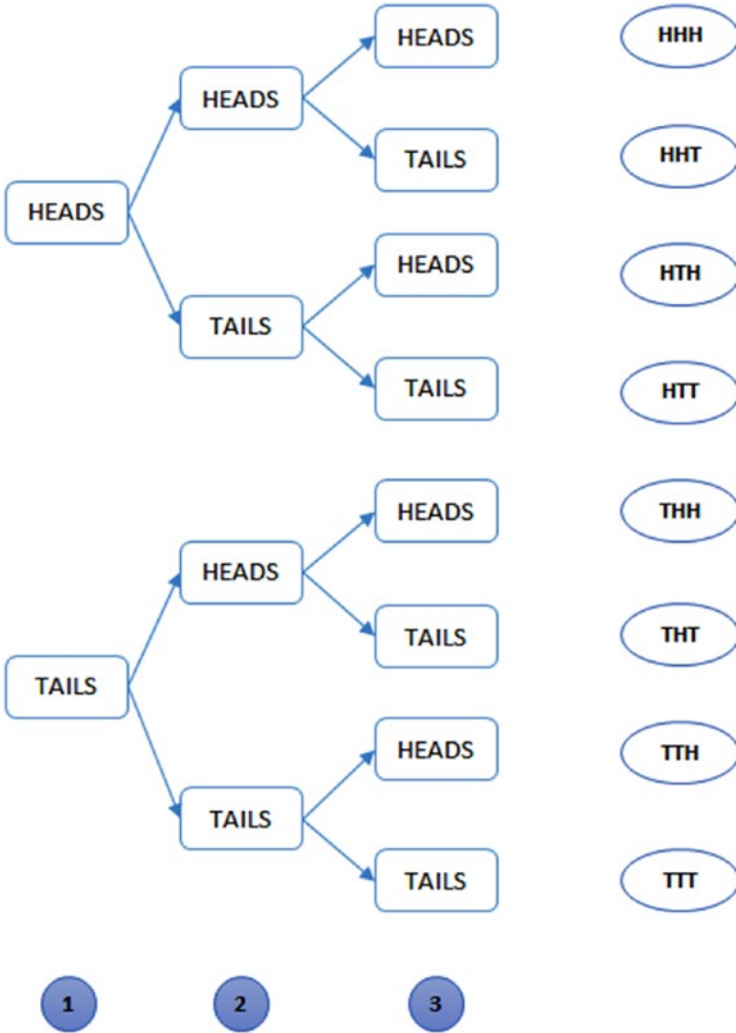 HEADS
HHH
HEADS
TAILS
HHT
HEADS
HEADS
HTH
TAILS
TAILS
HTT
HEADS
THH
HEADS
TAILS
THT
TAILS
HEADS
TTH
TAILS
TAILS
TTT
1 2 3